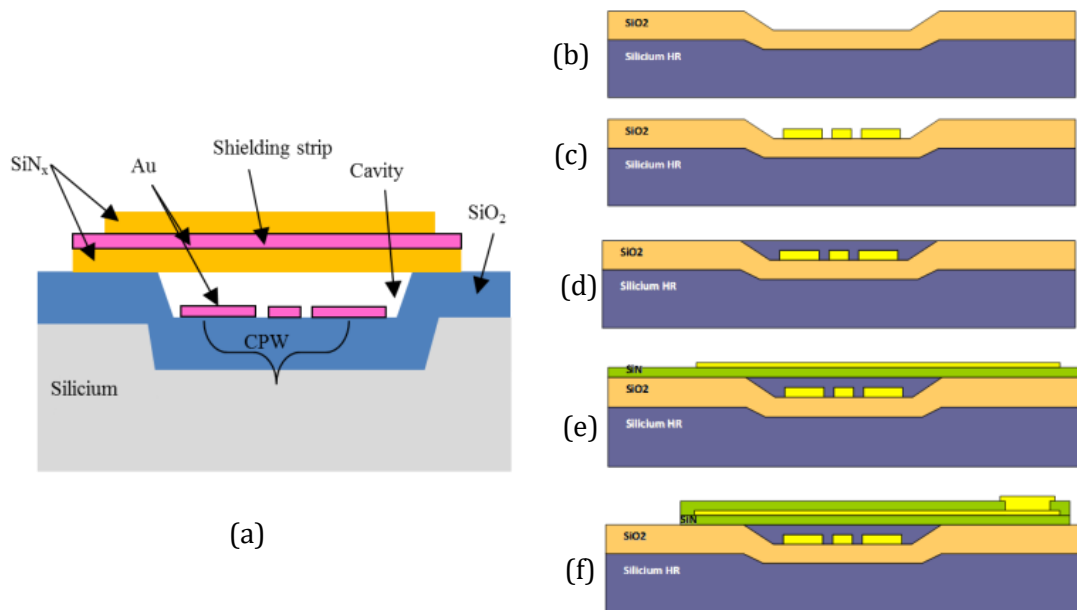 SiNx
Au
Shielding strip
Cavity
SiO2
CPW
Silicium
(a)
(b)
SiO2
Silicium HR
(c)
SiO2
Silicium HR
(d)
SiO2
Silicium HR
(e)
SiN
SiO2
Silicium HR
(f)
SiN
SiO2
Silicium HR